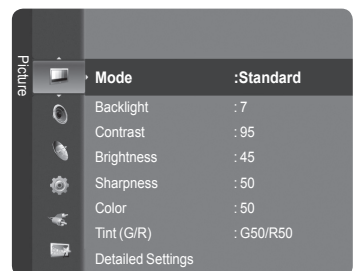 Picture
Mode :Standard
Backlight : 7
Contrast : 95
Brightness : 45
Sharpness : 50
Color : 50
Tint (G/R) : G50/R50
Detailed Settings